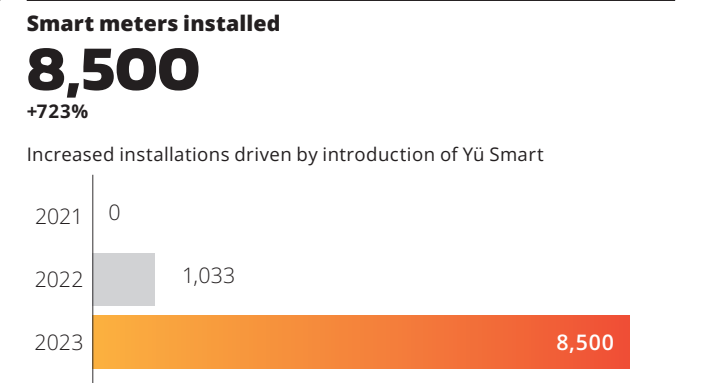 Smart meters installed
8,500
+723%
Increased installations driven by introduction of Yü Smart
2021 0
2022 1,033
2023 8,500